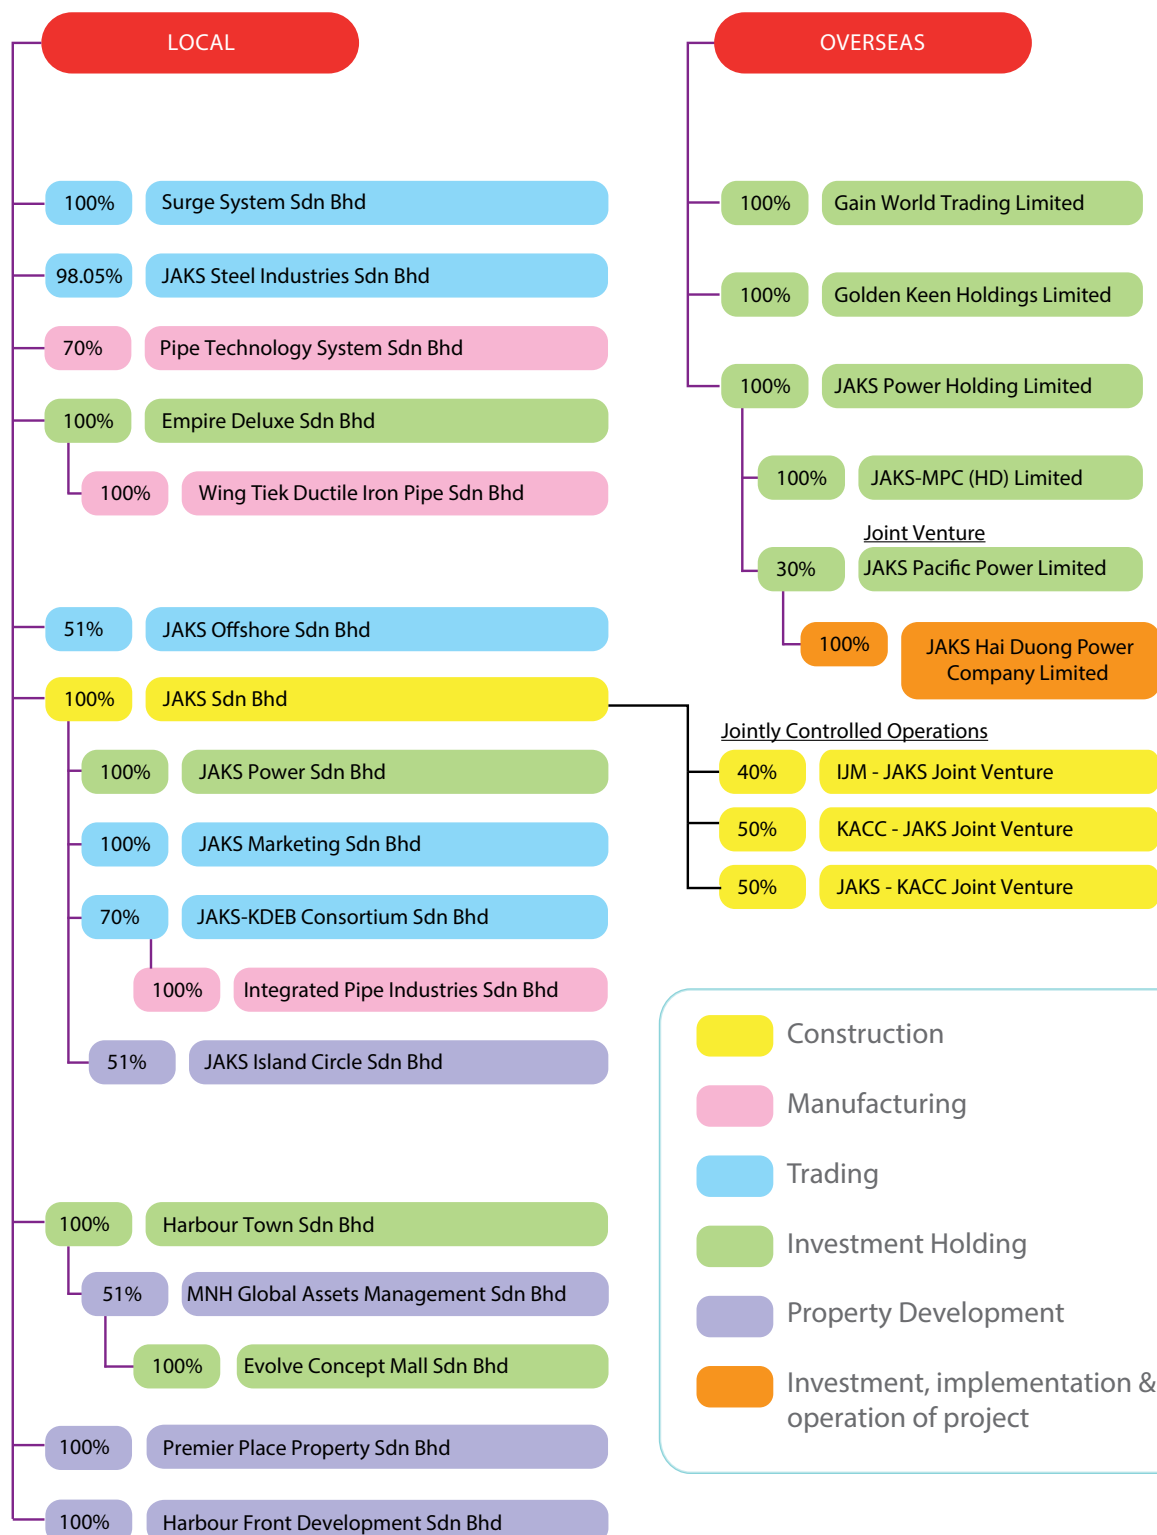 LOCAL
100% Surge System Sdn Bhd
98.05% JAKS Steel Industries Sdn Bhd
70% Pipe Technology System Sdn Bhd
100% Empire Deluxe Sdn Bhd
100% Wing Tiek Ductile Iron Pipe Sdn Bhd
51% JAKS Offshore Sdn Bhd
100% JAKS Sdn Bhd
100% JAKS Power Sdn Bhd
100% JAKS Marketing Sdn Bhd
70% JAKS-KDEB Consortium Sdn Bhd
100% Integrated Pipe Industries Sdn Bhd
51% JAKS Island Circle Sdn Bhd
100% Harbour Town Sdn Bhd
51% MNH Global Assets Management Sdn Bhd
100% Evolve Concept Mall Sdn Bhd
100% Premier Place Property Sdn Bhd
100% Harbour Front Development Sdn Bhd
OVERSEAS
100% Gain World Trading Limited
100% Golden Keen Holdings Limited
100% JAKS Power Holding Limited
100% JAKS-MPC (HD) Limited
Joint Venture
30% JAKS Pacific Power Limited
100% JAKS Hai Duong Power
Company Limited
Jointly Controlled Operations
40% IJM - JAKS Joint Venture
50% KACC - JAKS Joint Venture
50% JAKS - KACC Joint Venture
Construction
Manufacturing
Trading
Investment Holding
Property Development
Investment, implementation &
operation of project